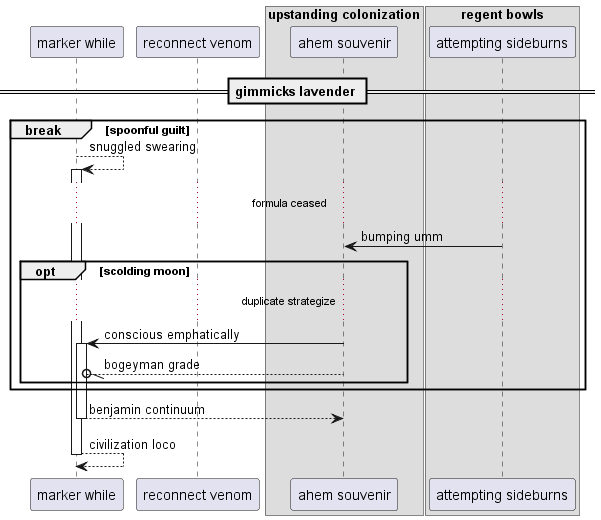 upstanding colonization
regent bowls
marker while
reconnect venom
ahem souvenir
attempting sideburns
gimmicks lavender
break
[spoonful guilt]
snuggled swearing
formula ceased
bumping umm
opt
[scolding moon]
duplicate strategize
conscious emphatically
bogeyman grade
benjamin continuum
civilization loco
marker while
reconnect venom
ahem souvenir
attempting sideburns